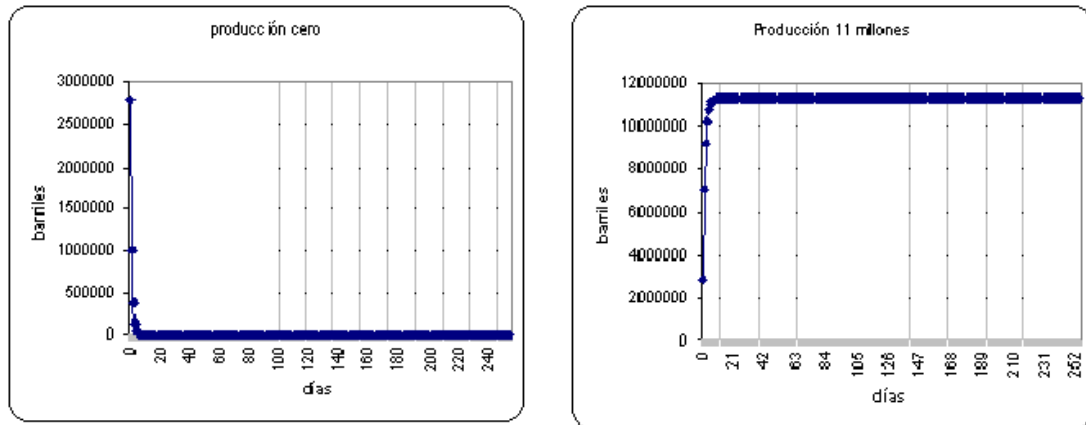 producción cero
3000000
2500000
2000000
1500000
1000000
500000
0
barriles
0 20 40 60 80 100 120 140 160 180 200 220 240
días
Producción 11 millones
12000000
10000000
8000000
6000000
4000000
2000000
0
barriles
0 21 42 63 84 105 126 147 168 189 210 231 252
días